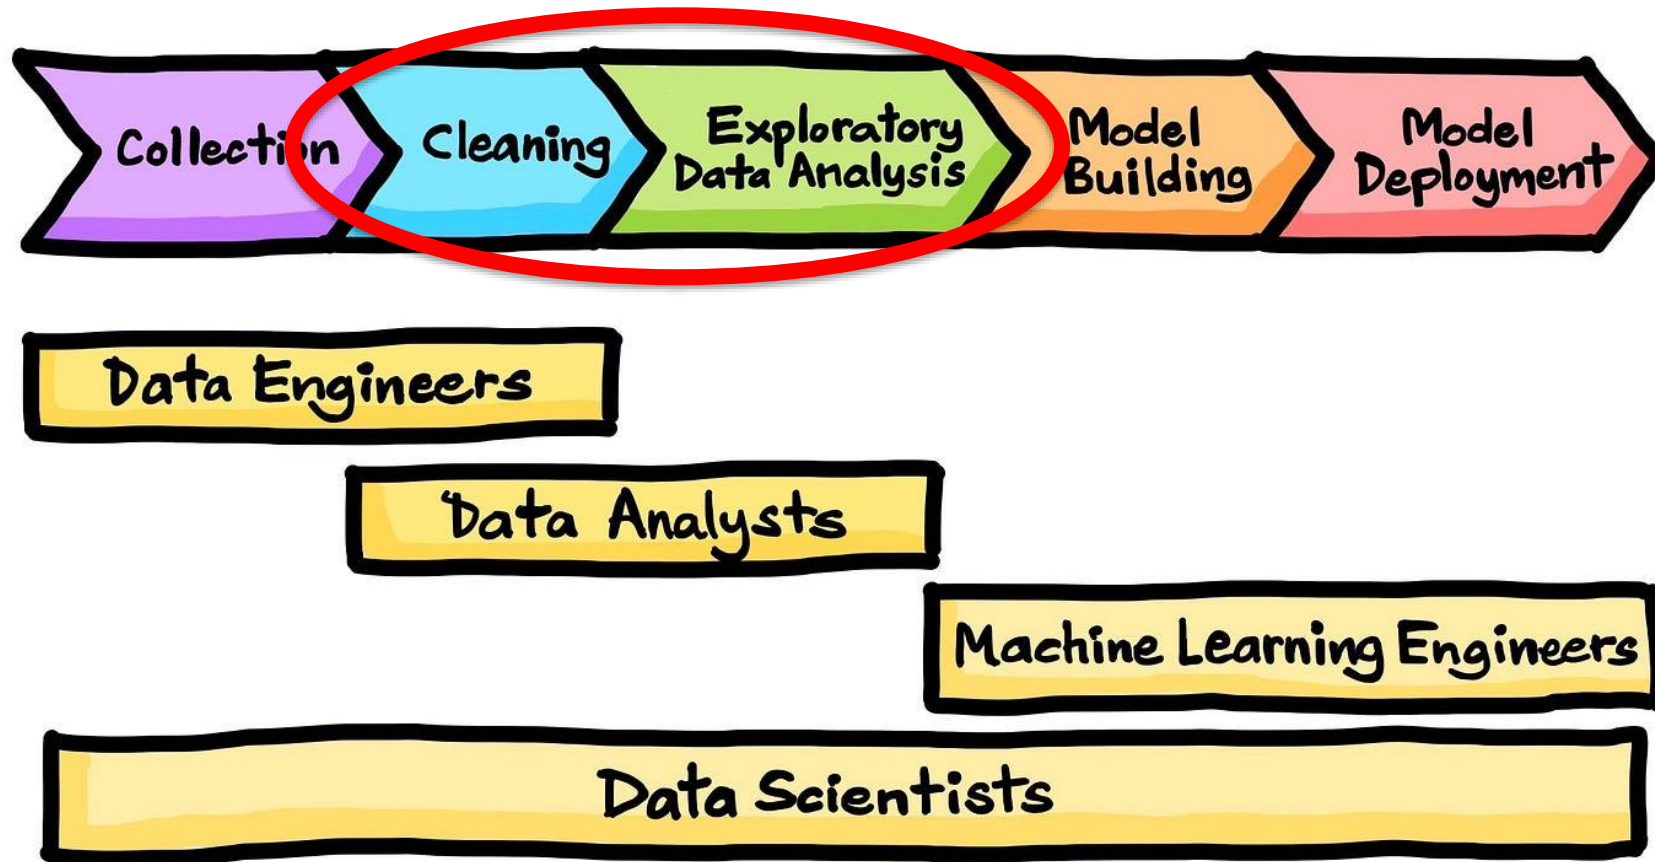 Collection
Cleaning
Exploratory
Data Analysis
Model
Building
Model
Deployment
Data Engineers
Data Analysts
Machine Learning Engineers
Data Scientists